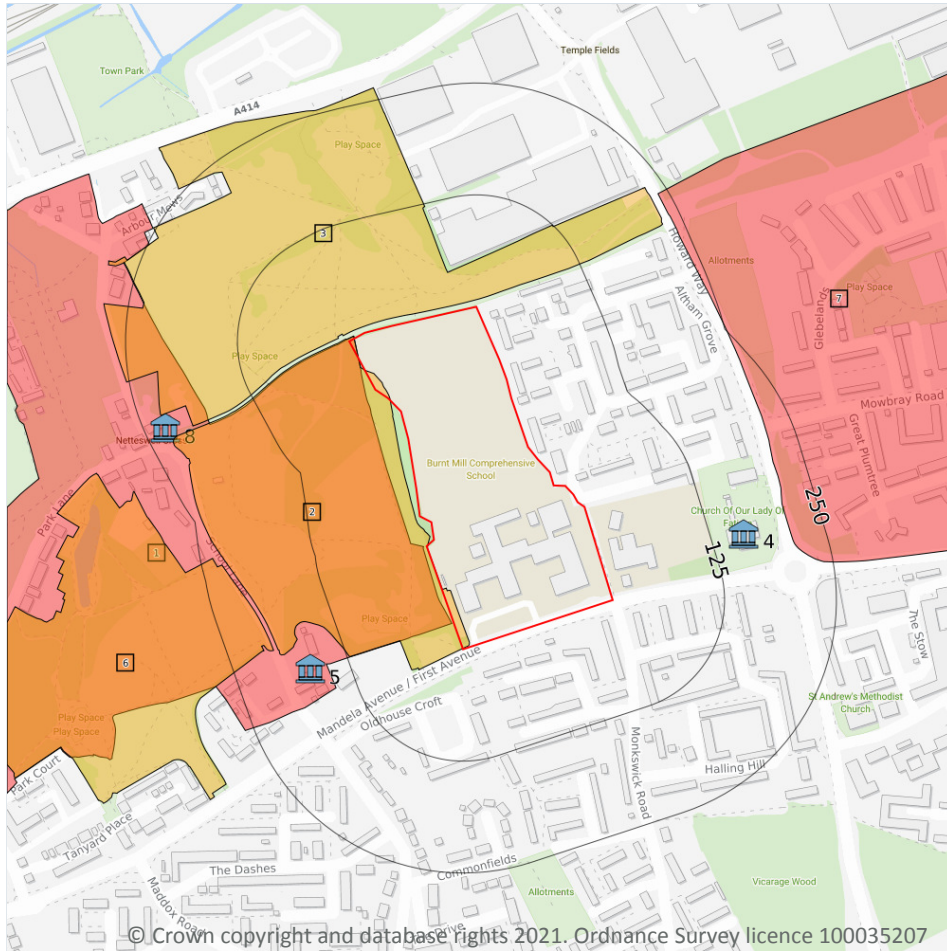 Temple Fields
Town Park
A414
Play Space
Arbour Mews
3
Howard Way
Allotments
7
Play Space
Glebelands
Altham Grove
Play Space
Mowbray Road
Great Plumtree
8
Burnt Mill Comprehensive
School
Park Lane
2
250
Church Of Our Lady Of
4
1
125
School Lane
Play Space
The Stow
6
5
Mandela Avenue / First Avenue
St Andrew's Methodist
Church
Oldhouse Croft
Play Space
Play Space
Monkswick Road
Park Court
Halling Hill
Tanyard Place
The Dashes
Commonfields
Maddox Road
Allotments
Vicarage Wood
Drive
© Crown copyright and database rights 2021. Ordnance Survey licence 100035207